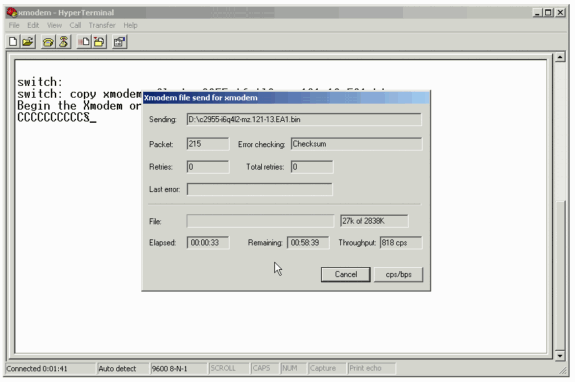 xmodem - HyperTerminal
File Edit View Call Transfer Help
switch:
switch: copy xmodem
Begin the Xmodem or
CCCCCCCCCC
Xmodem file send for xmodem
Sending: D:\c2955-i6q4l2-mz.121-13.EA1.bin
Packet: 215 Error checking: Checksum
Retries: 0 Total retries: 0
Last error:
File: 27k of 2838K
Elapsed: 00:00:33 Remaining: 00:58:39 Throughput: 818 cps
Cancel cps/bps
Connected 0:01:41 Auto detect 9600 8-N-1 SCROLL CAPS NUM Capture Print echo